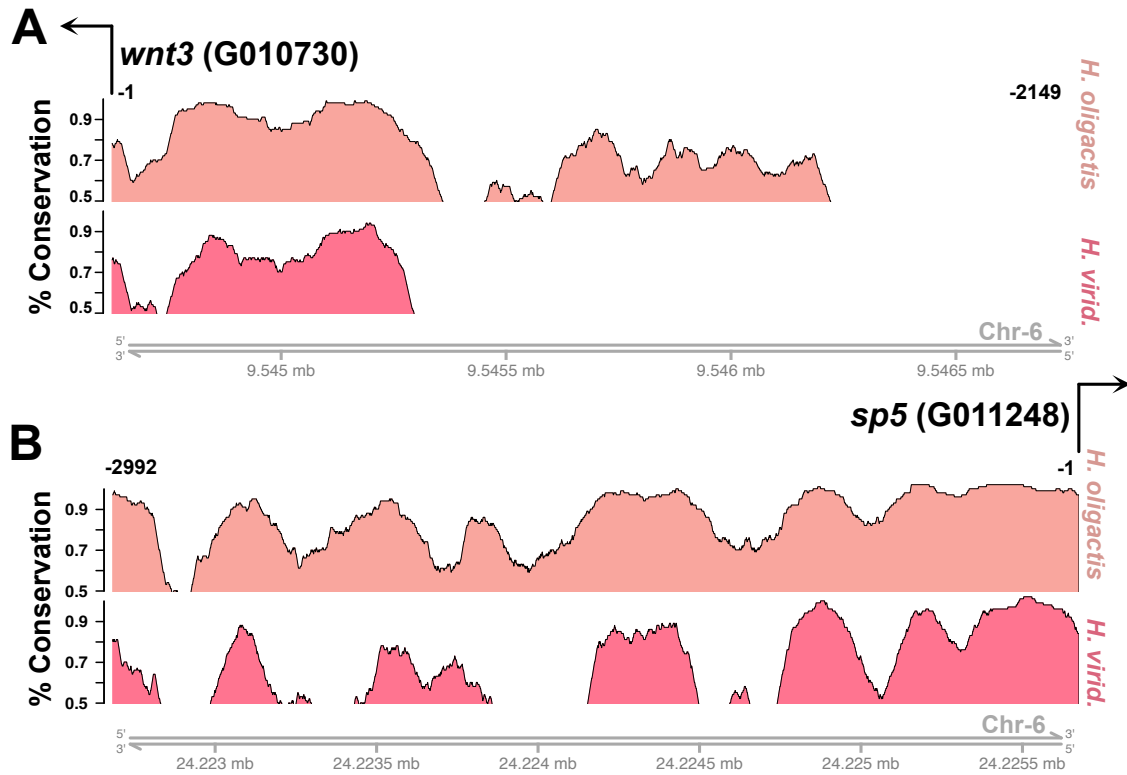 A
wnt3 (G010730)
-1
-2149
H. oligactis
% Conservation
0.9
0.7
0.5
H. virid.
0.9
0.7
0.5
Chr-6
5'
3'
3'
5'
9.545 mb
9.5455 mb
9.546 mb
9.5465 mb
sp5 (G011248)
B
-2992
-1
H. oligactis
% Conservation
0.9
0.7
0.5
H. virid.
% Conservation
0.9
0.7
0.5
Chr-6
5'
3'
3'
5'
24.223 mb
24.2235 mb
24.224 mb
24.2245 mb
24.225 mb
24.2255 mb